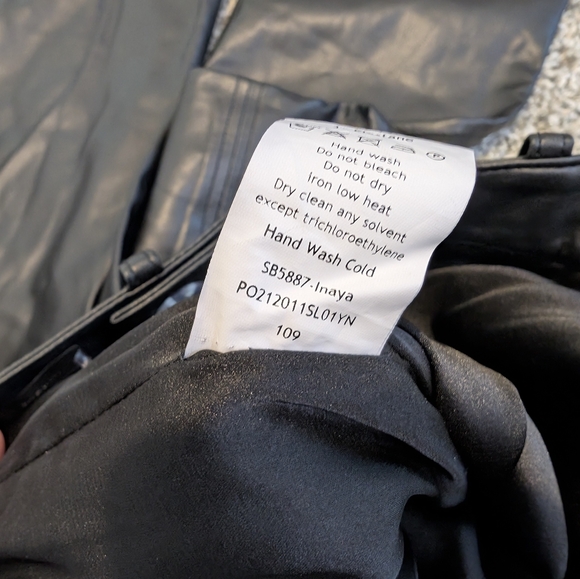 Hand wash
Do not bleach
Do not dry
Iron low heat
Dry clean any solvent
except trichloroethylene
Hand Wash Cold
SB5887-Inaya
PO212011SL01YN
109